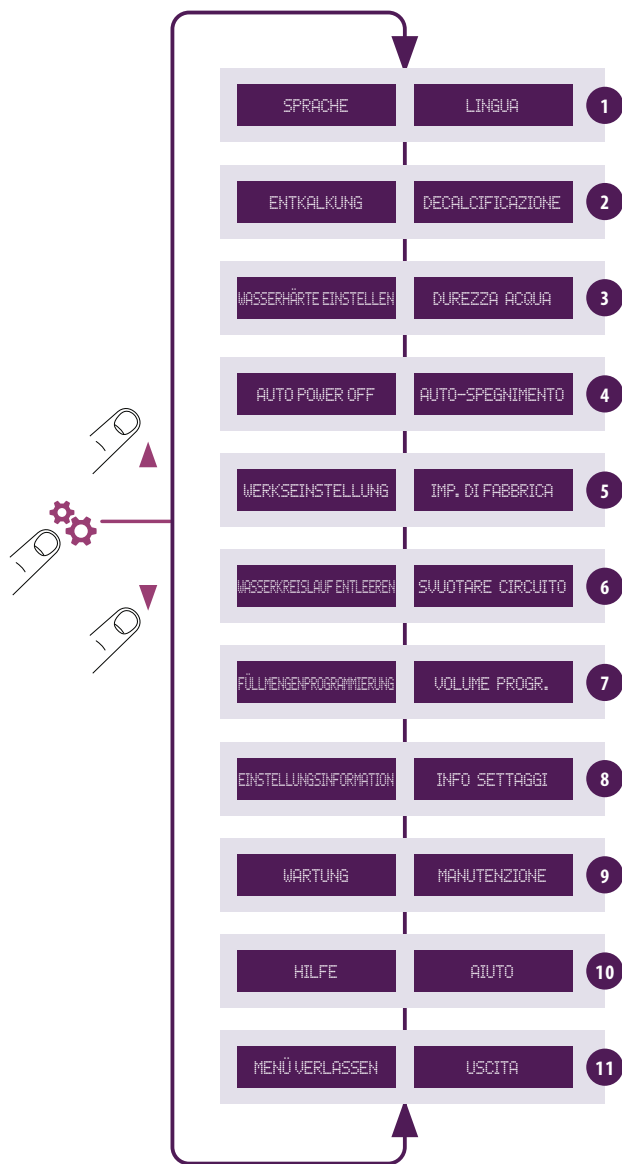 SPRACHE LINGUA 1
ENTKALKUNG DECALCIFICAZIONE 2
WASSERHÄRTE EINSTELLEN DUREZZA ACQUA 3
AUTO POWER OFF AUTO-SPEGNIMENTO 4
WERKSEINSTELLUNG IMP. DI FABBRICA 5
WASSERKREISLAUF ENTLEEREN SVUOTARE CIRCUITO 6
FÜLLMENGENPROGRAMMIERUNG VOLUME PROGR. 7
EINSTELLUNGSINFORMATION INFO SETTAGGI 8
WARTUNG MANUTENZIONE 9
HILFE AIUTO 10
MENÜ VERLASSEN USCITA 11